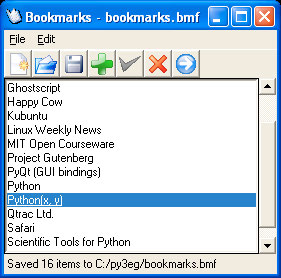 Bookmarks - bookmarks.bmf
File Edit
Ghostscript
Happy Cow
Kubuntu
Linux Weekly News
MIT Open Courseware
Project Gutenberg
PyQt (GUI bindings)
Python
Python(x, y)
Qtrac Ltd.
Safari
Scientific Tools for Python
Saved 16 items to C:/py3eg/bookmarks.bmf